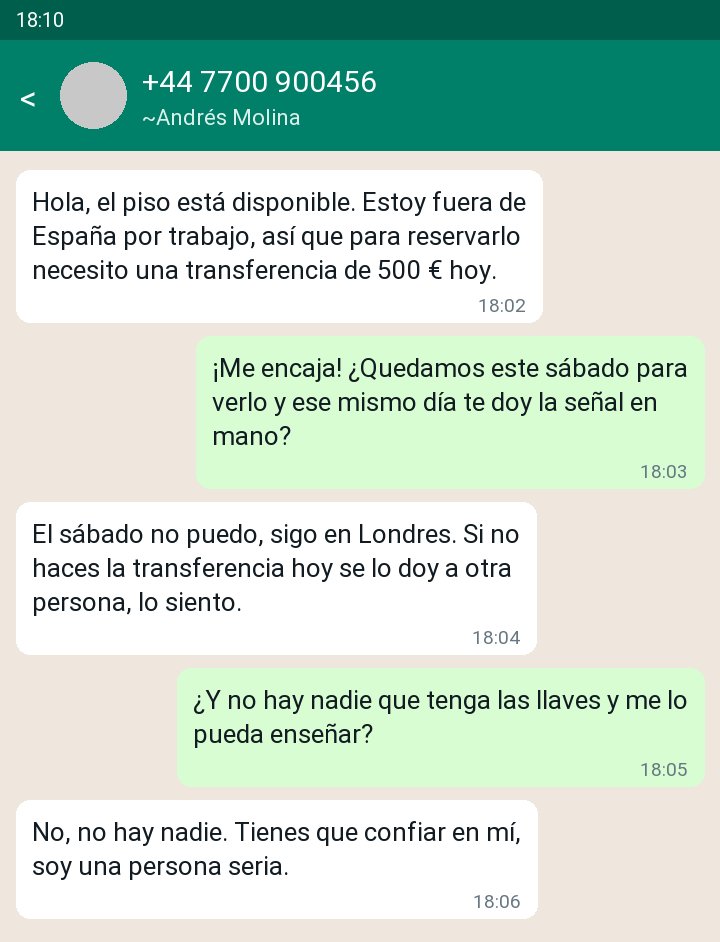 18:10
<
+44 7700 900456
~Andrés Molina
Hola, el piso está disponible. Estoy fuera de
España por trabajo, así que para reservarlo
necesito una transferencia de 500 € hoy.
18:02
¡Me encaja! ¿Quedamos este sábado para
verlo y ese mismo día te doy la señal en
mano?
18:03
El sábado no puedo, sigo en Londres. Si no
haces la transferencia hoy se lo doy a otra
persona, lo siento.
18:04
¿Y no hay nadie que tenga las llaves y me lo
pueda enseñar?
18:05
No, no hay nadie. Tienes que confiar en mí,
soy una persona seria.
18:06